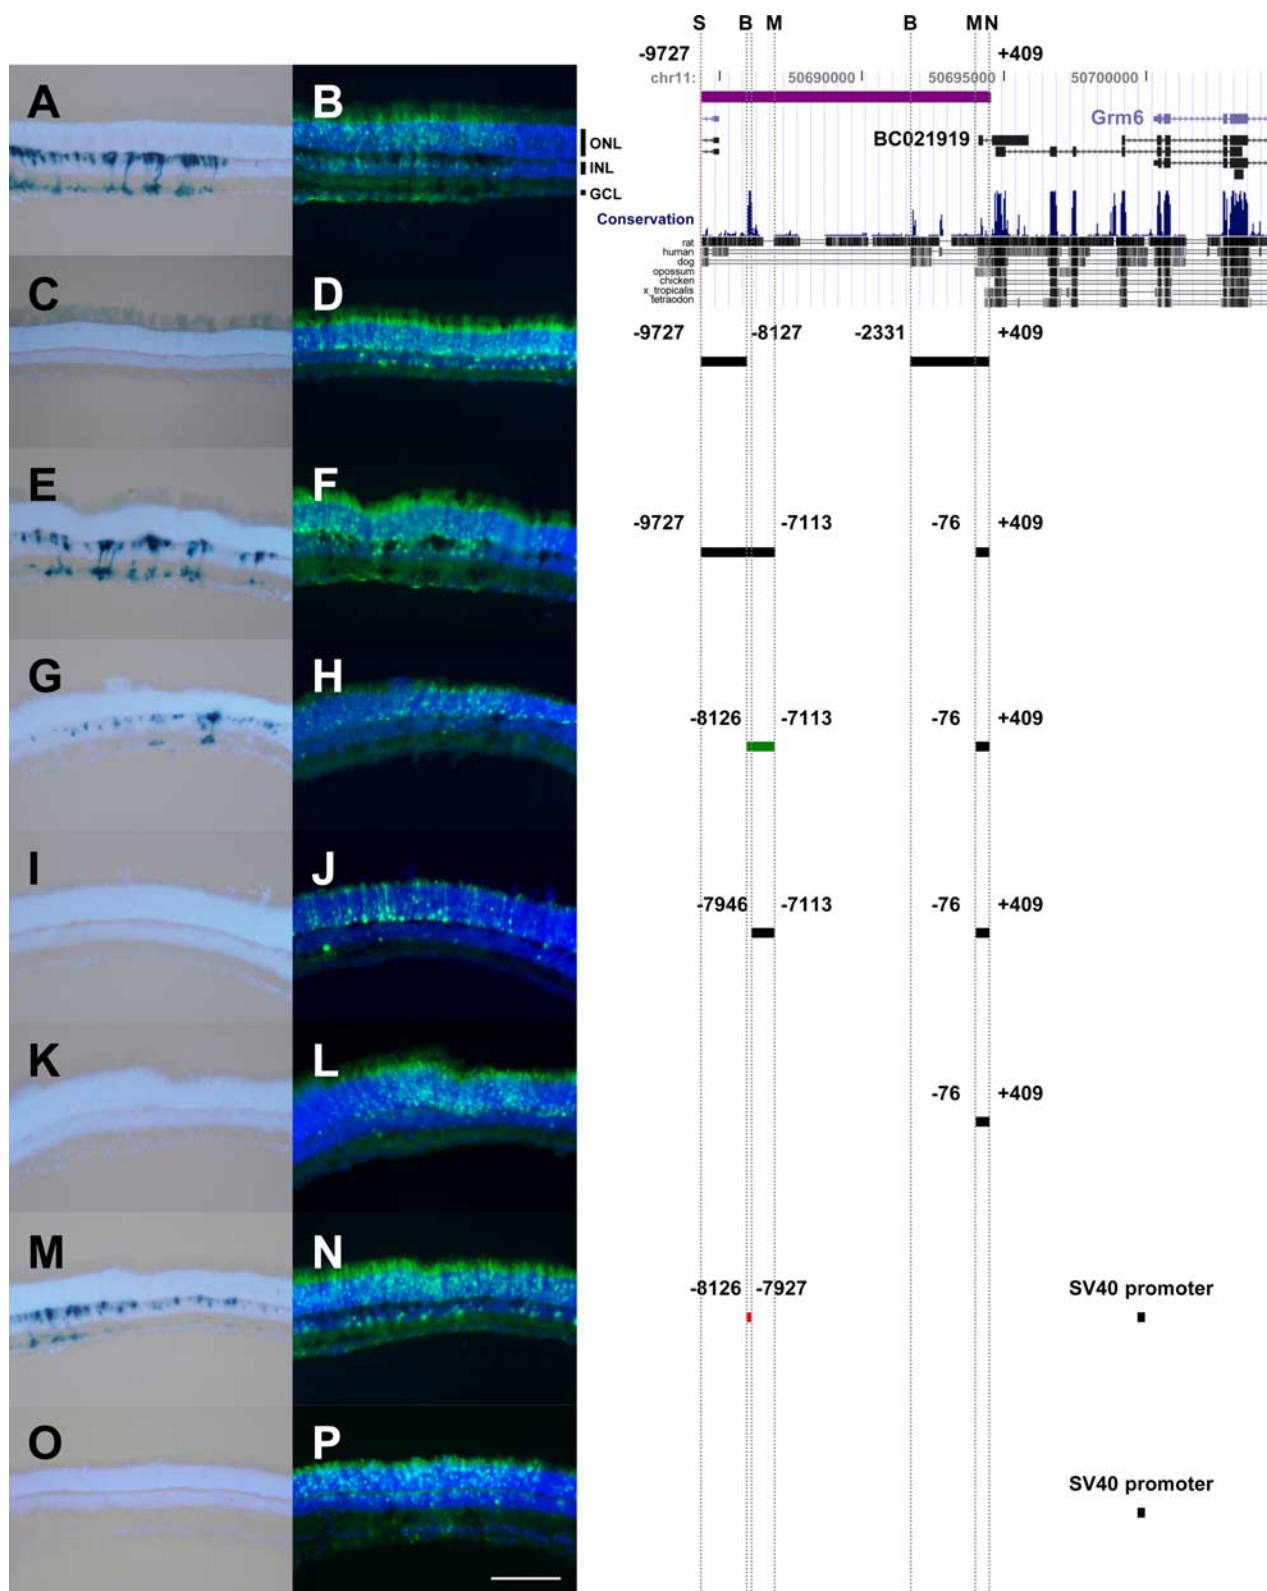 S B M B M N
-9727 +409
chr11: 50690000 50695000 50700000
A B
ONL
INL
GCL
Grm6
BC021919
Conservation
rat
human
dog
opossum
chicken
x_tropicalis
tetraodon
C D
-9727 -8127 -2331 +409
E F
-9727 -7113 -76 +409
G H
-8126 -7113 -76 +409
I J
-7946 -7113 -76 +409
K L
-76 +409
M N
-8126 -7927 SV40 promoter
O P
SV40 promoter